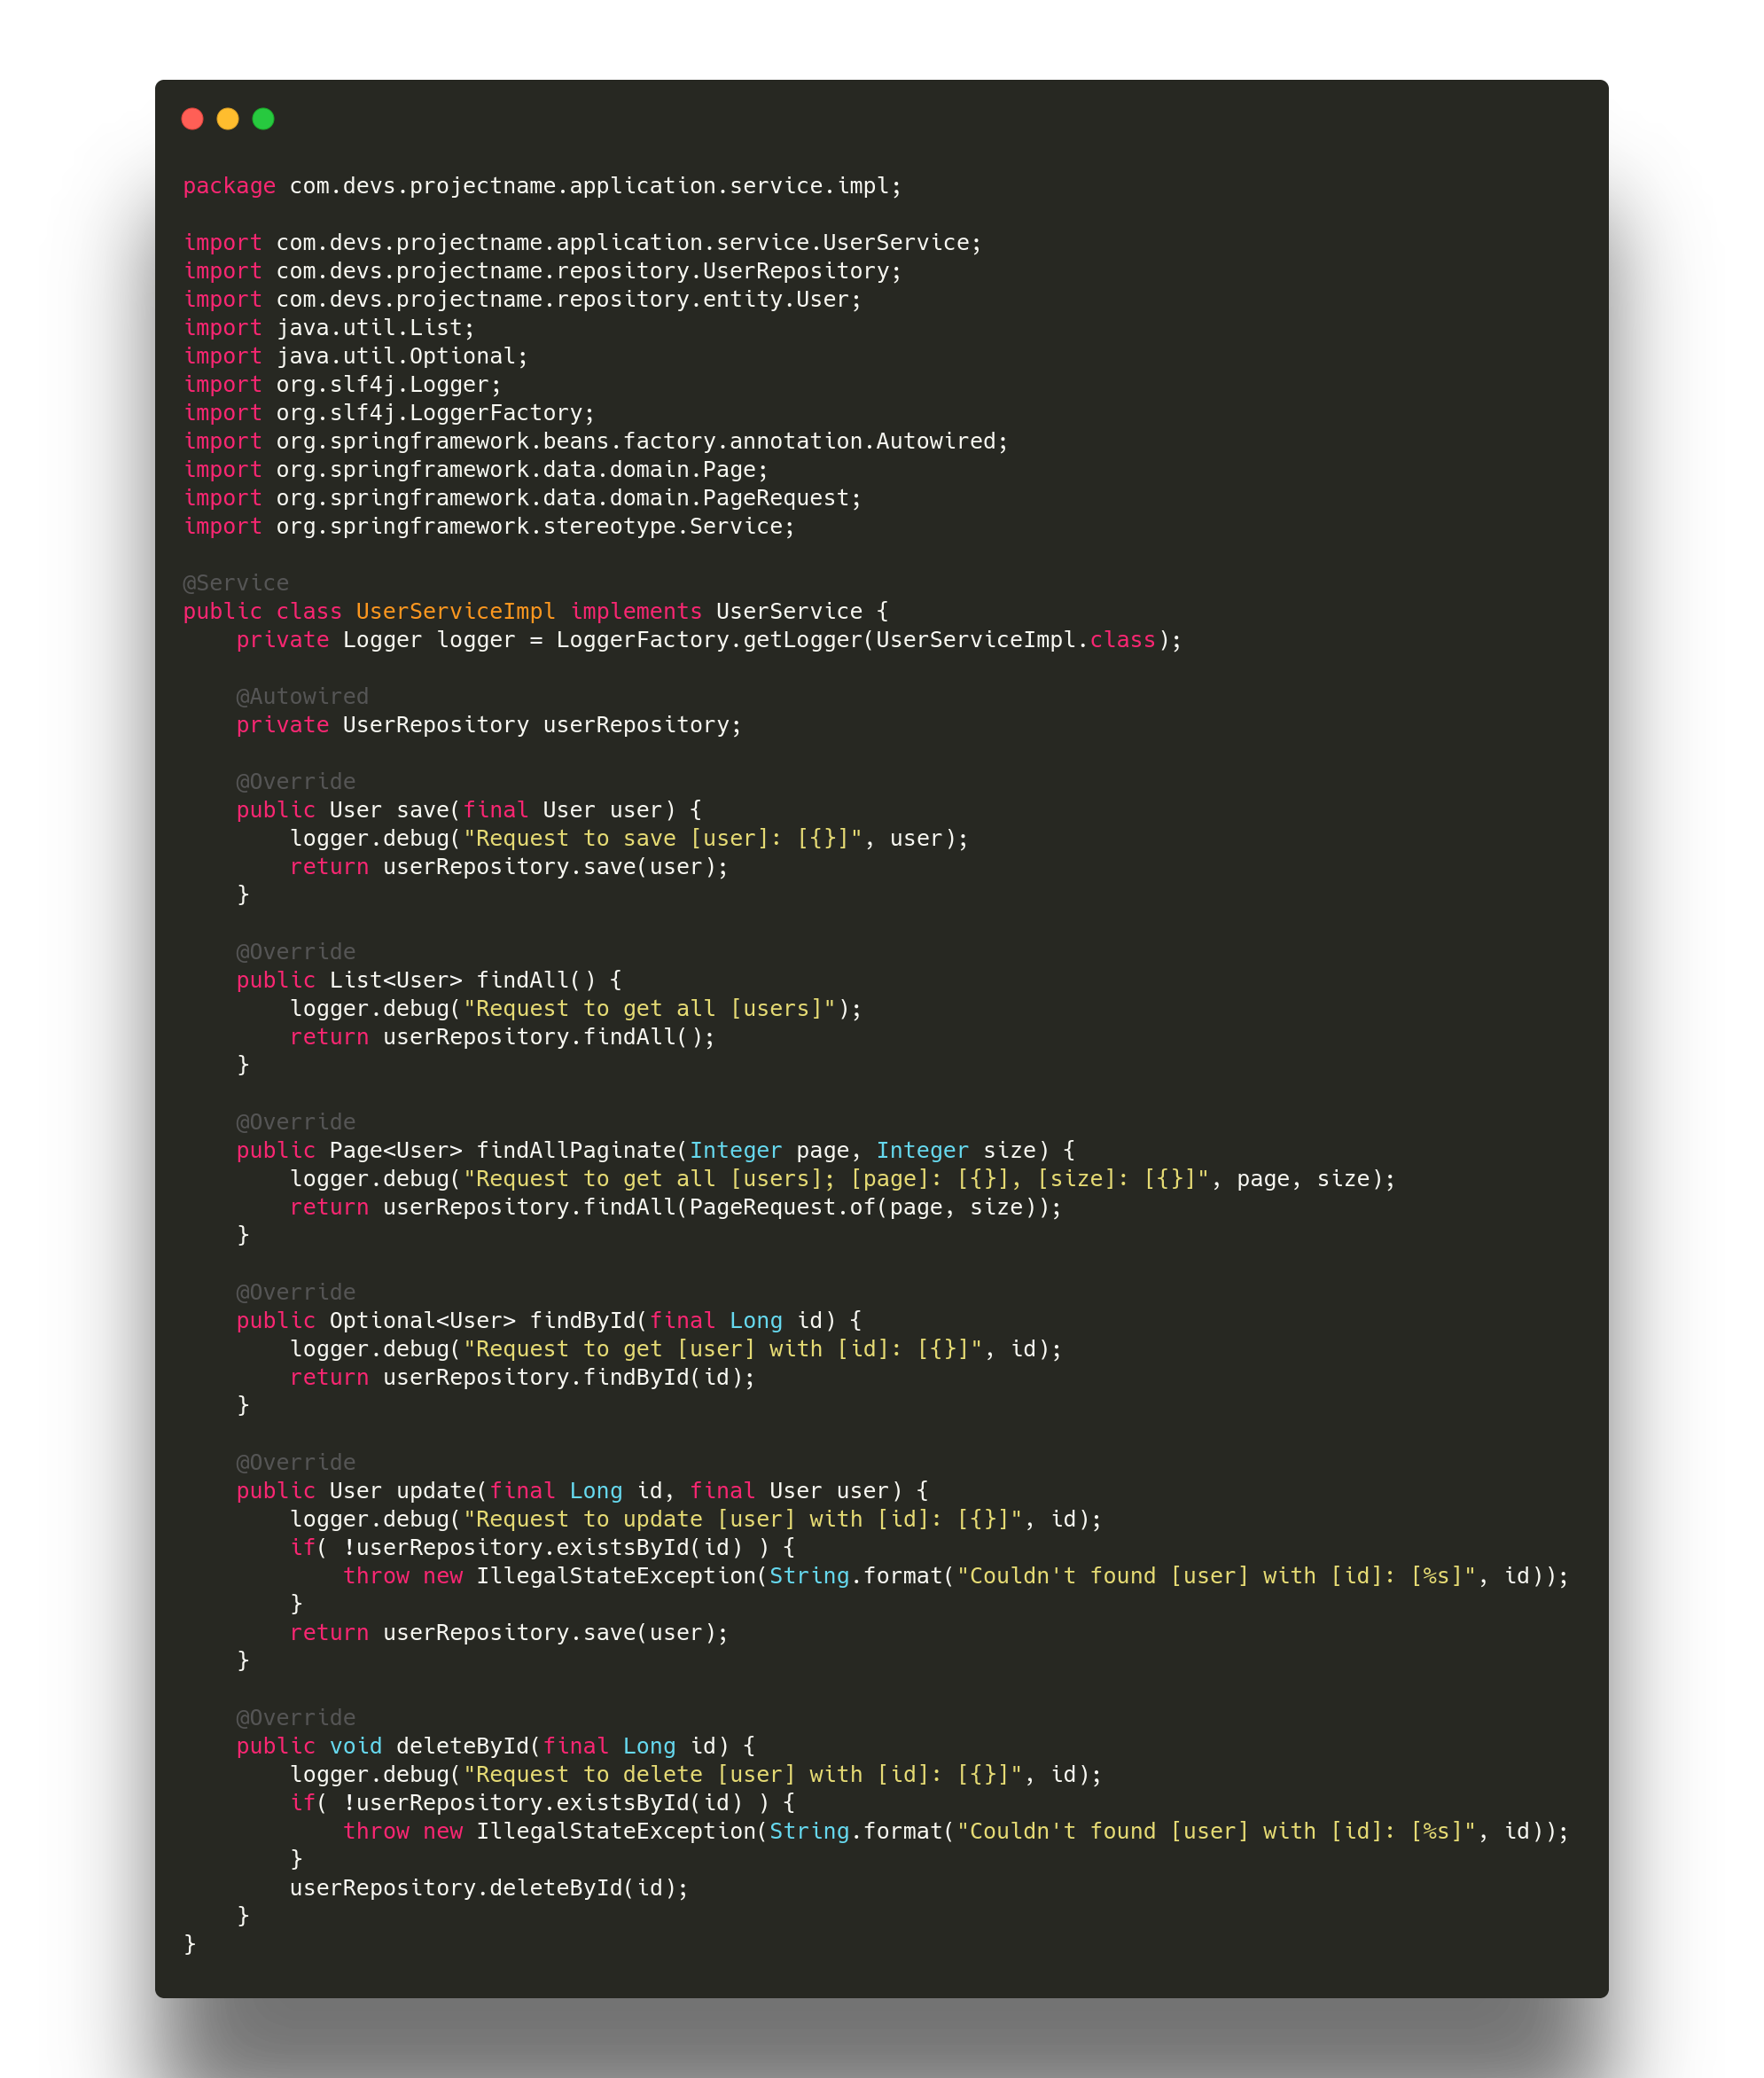 package com.devs.projectname.application.service.impl;

import com.devs.projectname.application.service.UserService;
import com.devs.projectname.repository.UserRepository;
import com.devs.projectname.repository.entity.User;
import java.util.List;
import java.util.Optional;
import org.slf4j.Logger;
import org.slf4j.LoggerFactory;
import org.springframework.beans.factory.annotation.Autowired;
import org.springframework.data.domain.Page;
import org.springframework.data.domain.PageRequest;
import org.springframework.stereotype.Service;

@Service
public class UserServiceImpl implements UserService {
    private Logger logger = LoggerFactory.getLogger(UserServiceImpl.class);

    @Autowired
    private UserRepository userRepository;

    @Override
    public User save(final User user) {
        logger.debug("Request to save [user]: [{}]", user);
        return userRepository.save(user);
    }

    @Override
    public List<User> findAll() {
        logger.debug("Request to get all [users]");
        return userRepository.findAll();
    }

    @Override
    public Page<User> findAllPaginate(Integer page, Integer size) {
        logger.debug("Request to get all [users]; [page]: [{}], [size]: [{}]", page, size);
        return userRepository.findAll(PageRequest.of(page, size));
    }

    @Override
    public Optional<User> findById(final Long id) {
        logger.debug("Request to get [user] with [id]: [{}]", id);
        return userRepository.findById(id);
    }

    @Override
    public User update(final Long id, final User user) {
        logger.debug("Request to update [user] with [id]: [{}]", id);
        if( !userRepository.existsById(id) ) {
            throw new IllegalStateException(String.format("Couldn't found [user] with [id]: [%s]", id));
        }
        return userRepository.save(user);
    }

    @Override
    public void deleteById(final Long id) {
        logger.debug("Request to delete [user] with [id]: [{}]", id);
        if( !userRepository.existsById(id) ) {
            throw new IllegalStateException(String.format("Couldn't found [user] with [id]: [%s]", id));
        }
        userRepository.deleteById(id);
    }
}